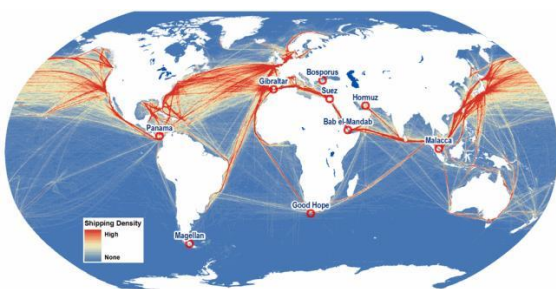 Bosporus
Gibraltar
Suez
Hormuz
Bab el-Mandab
Panama
Malacca
Good Hope
Magellan
Shipping Density
High
None